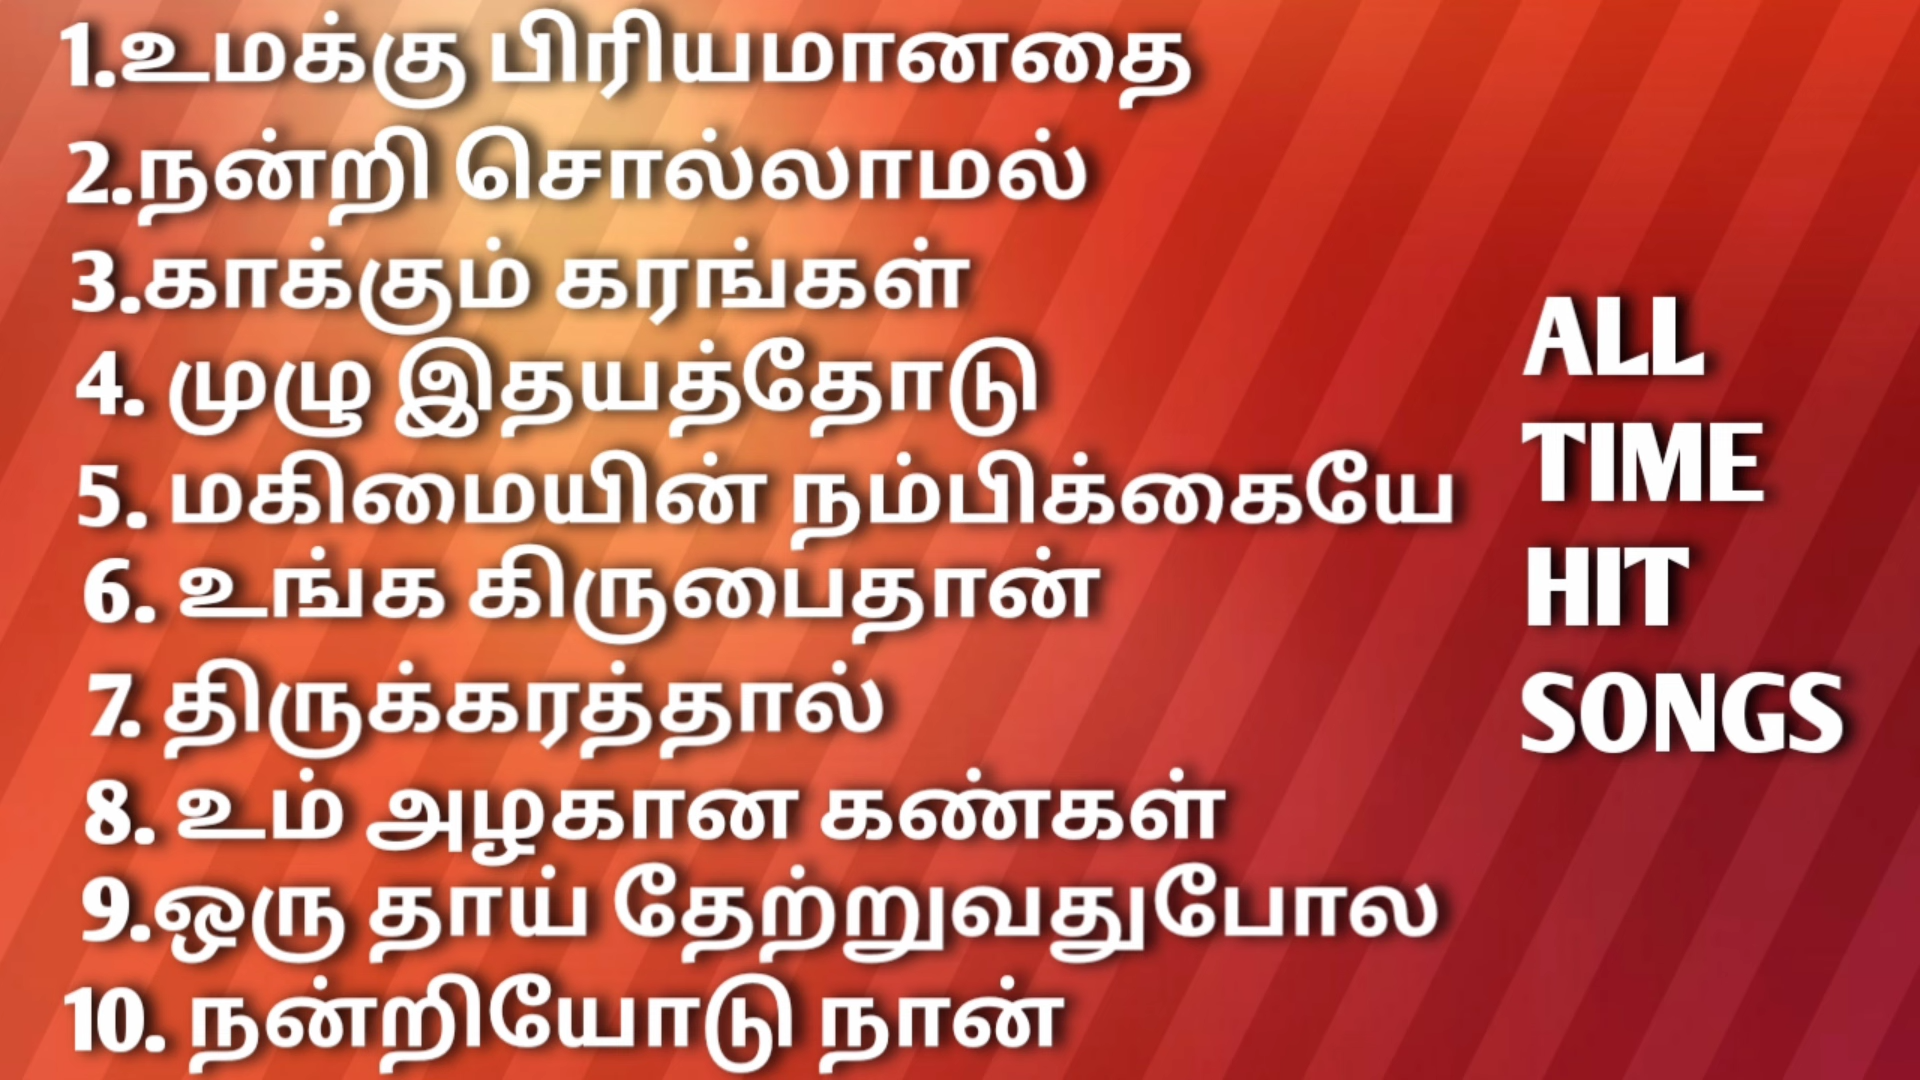 1.உமக்கு பிரியமானதை
2.நன்றி சொல்லாமல்
3.காக்கும் கரங்கள்
4. முழு இதயத்தோடு
5. மகிமையின் நம்பிக்கையே
6. உங்க கிருபைதான்
7. திருக்கரத்தால்
8. உம் அழகான கண்கள்
9.ஒரு தாய் தேற்றுவதுபோல
10. நன்றியோடு நான்
ALL
TIME
HIT
SONGS